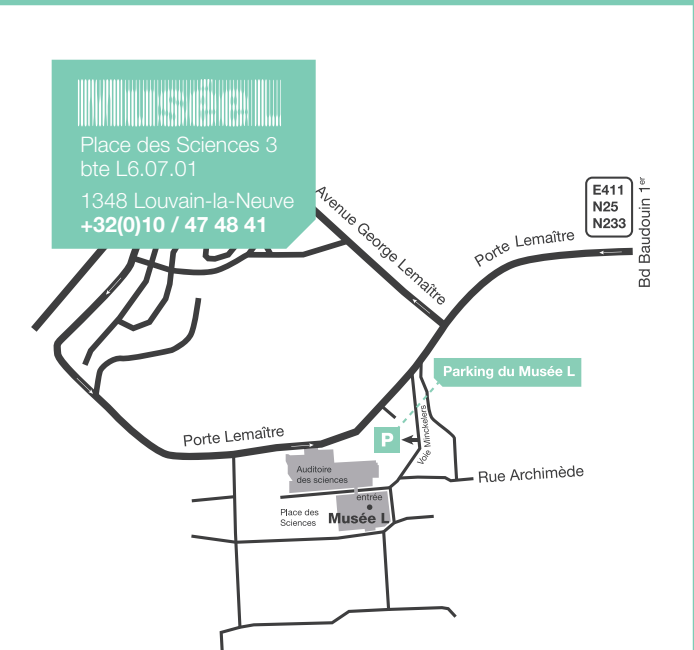 Musée L
Place des Sciences 3
bte L6.07.01
1348 Louvain-la-Neuve
+32(0)10 / 47 48 41
Avenue George Lemaître
E411
N25
N233
Bd Baudouin 1er
Porte Lemaître
Parking du Musée L
Voie Minckelers
P
Porte Lemaître
Rue Archimède
Auditoire
des sciences
entrée
Place des
Sciences
Musée L